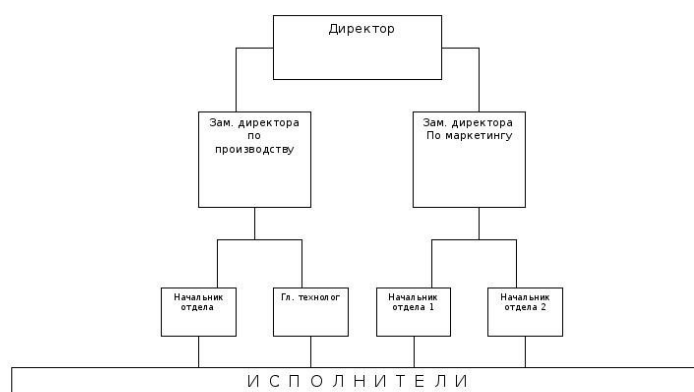 Директор
Зам. директора
по
производству
Зам. директора
По маркетингу
Начальник
отдела
Гл. технолог
Начальник
отдела 1
Начальник
отдела 2
ИСПОЛНИТЕЛИ